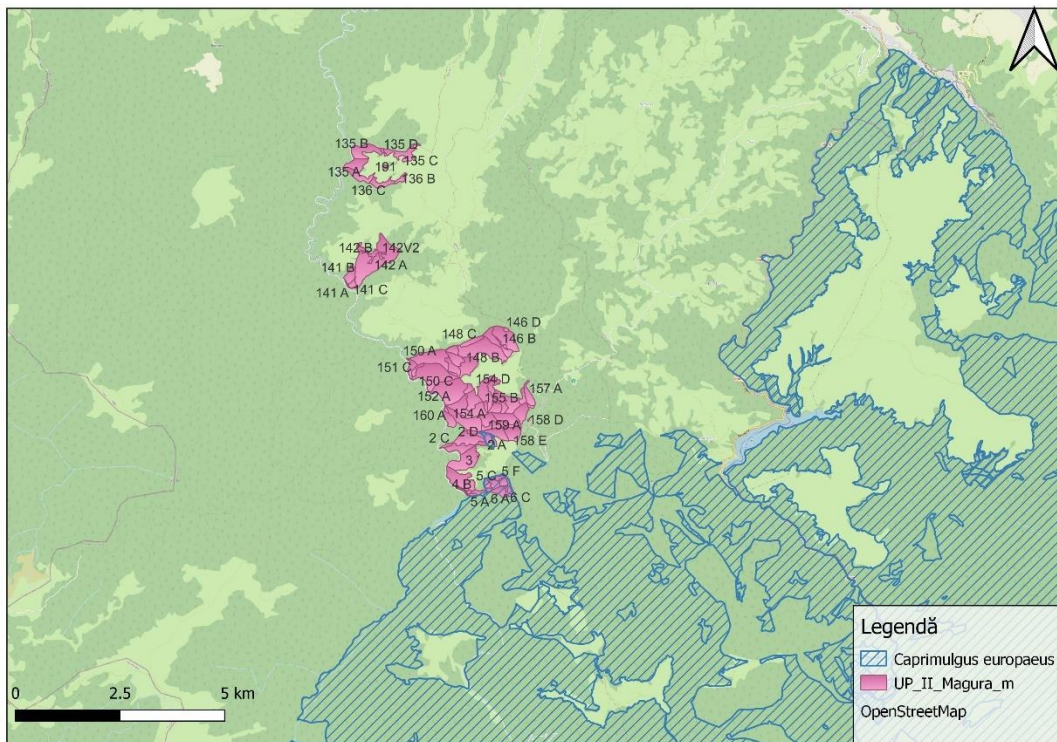 135 B
135 D
135 C
191
135 A
136 B
136 C
142 B
142V2
141 B
142 A
141 A
141 C
146 D
148 C
146 B
150 A
148 B
151 C
150 C
154 D
157 A
152 A
155 B
160 A
154 A
159 A
158 D
2 C
2 D
2 A
158 E
3
5 C
5 F
4 B
5 A
6 A
6 C
Legendă
Caprimulgus europaeus
UP_II_Magura_m
OpenStreetMap
0 2.5 5 km